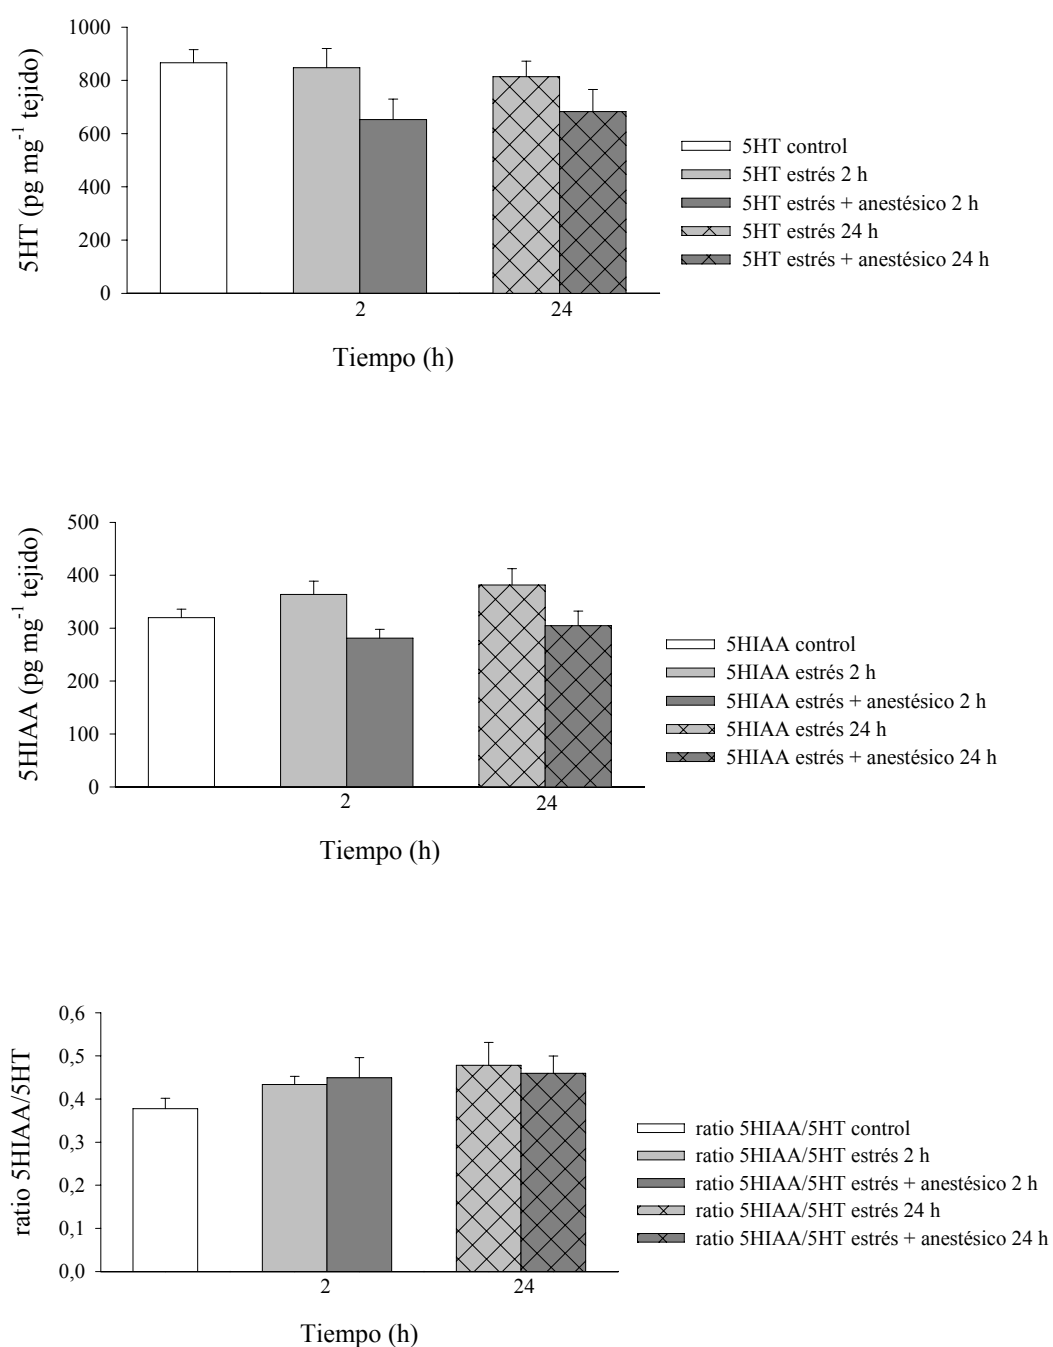 5HT (pg mg-1 tejido)
1000
800
600
400
200
0
2
24
Tiempo (h)
5HT control
5HT estrés 2 h
5HT estrés + anestésico 2 h
5HT estrés 24 h
5HT estrés + anestésico 24 h
5HIAA (pg mg-1 tejido)
500
400
300
200
100
0
2
24
Tiempo (h)
5HIAA control
5HIAA estrés 2 h
5HIAA estrés + anestésico 2 h
5HIAA estrés 24 h
5HIAA estrés + anestésico 24 h
ratio 5HIAA/5HT
0,6
0,5
0,4
0,3
0,2
0,1
0,0
2
24
Tiempo (h)
ratio 5HIAA/5HT control
ratio 5HIAA/5HT estrés 2 h
ratio 5HIAA/5HT estrés + anestésico 2 h
ratio 5HIAA/5HT estrés 24 h
ratio 5HIAA/5HT estrés + anestésico 24 h